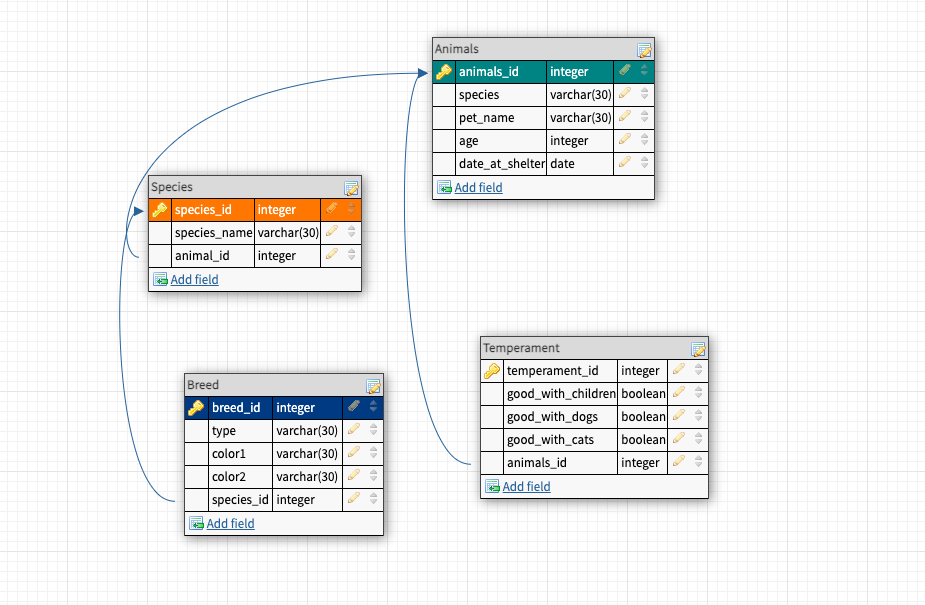 Animals
animals_id integer
species varchar(30)
pet_name varchar(30)
age integer
date_at_shelter date
Add field
Species
species_id integer
species_name varchar(30)
animal_id integer
Add field
Temperament
temperament_id integer
good_with_children boolean
good_with_dogs boolean
good_with_cats boolean
animals_id integer
Add field
Breed
breed_id integer
type varchar(30)
color1 varchar(30)
color2 varchar(30)
species_id integer
Add field